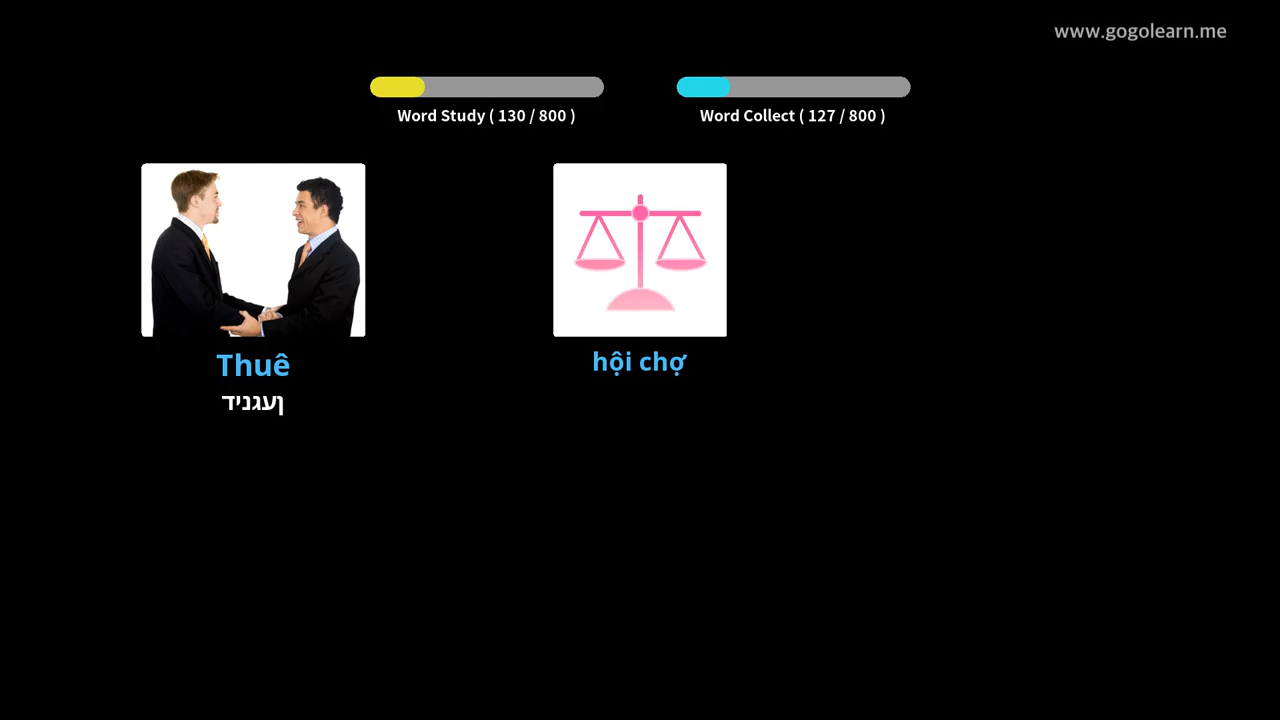 www.gogolearn.me
Word Study ( 130 / 800 )
Word Collect ( 127 / 800 )
Thuê
ןעגניד
hội chợ